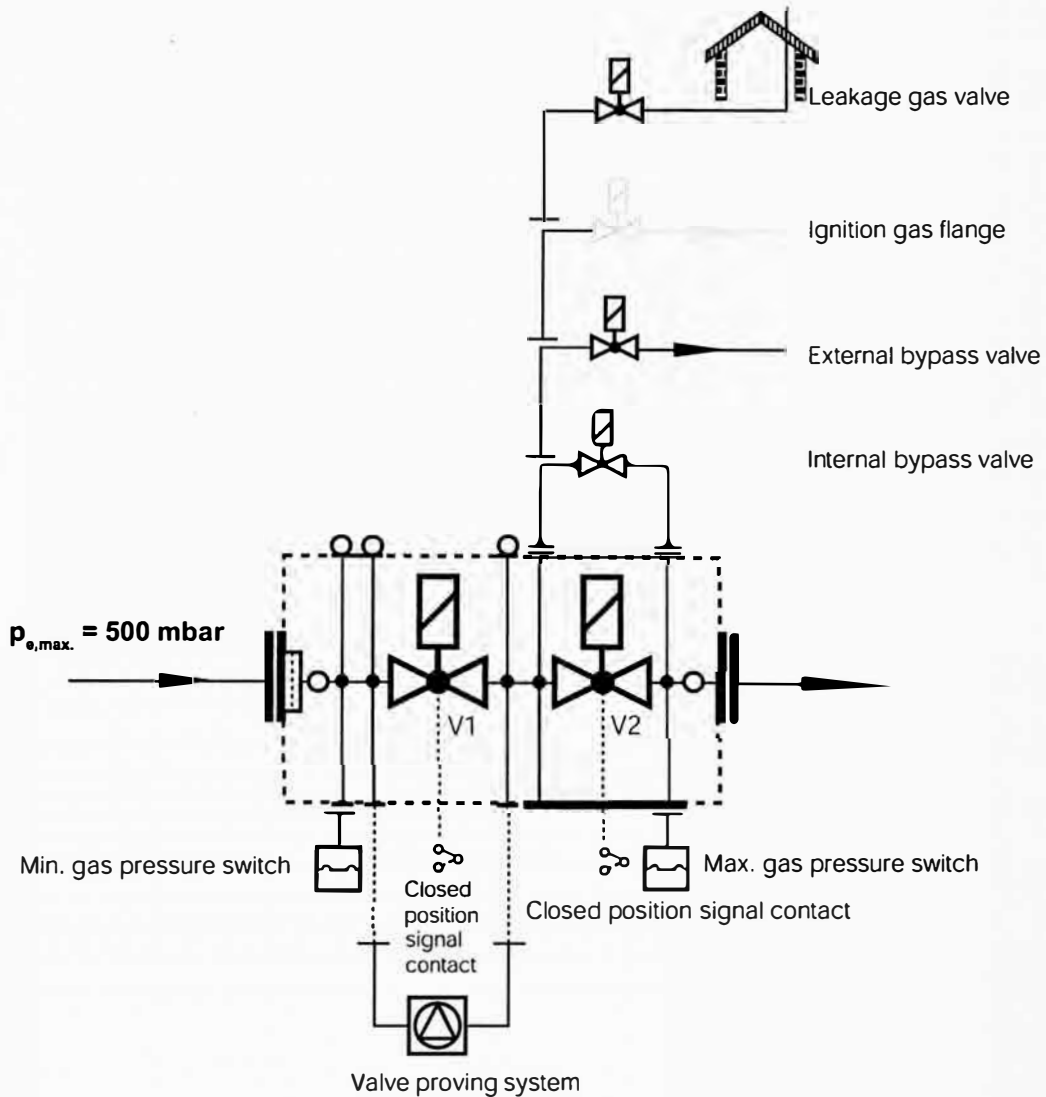 Leakage gas valve
Ignition gas flange
External bypass valve
Internal bypass valve
p e,max. = 500 mbar
V1
V2
Min. gas pressure switch
Closed
position
signal
contact
Max. gas pressure switch
Closed position signal contact
Valve proving system